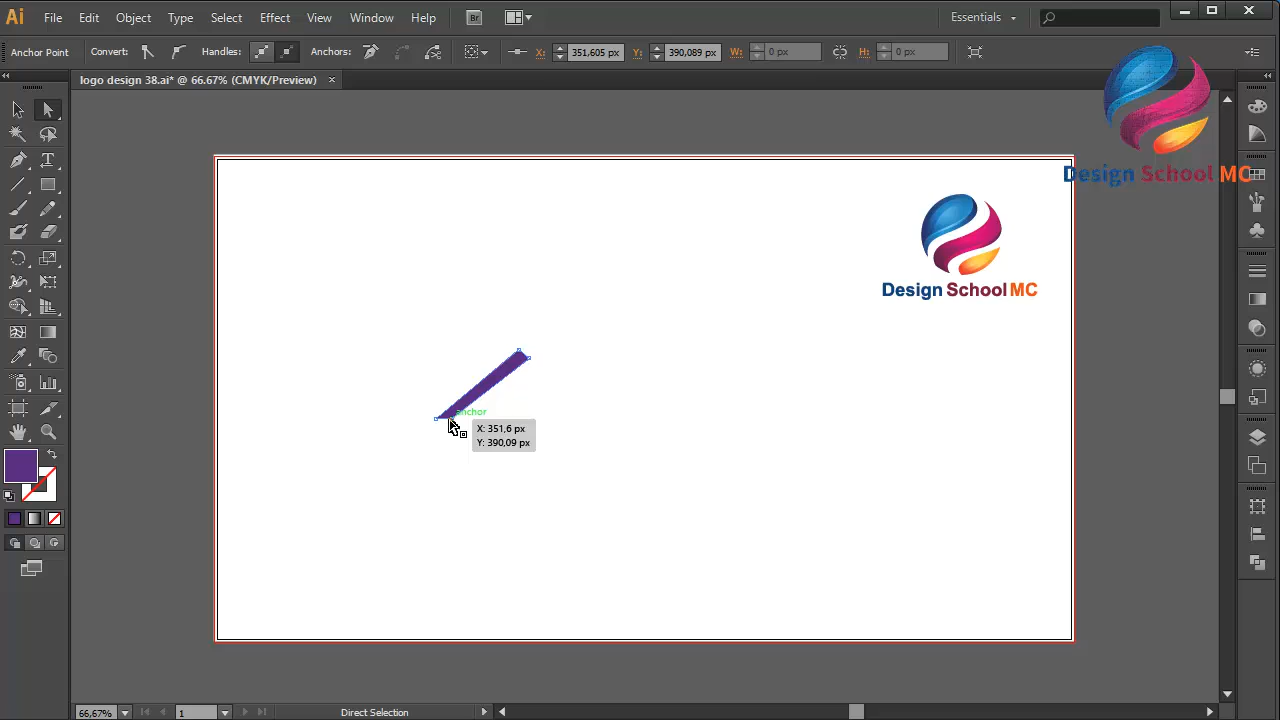 Ai File Edit Object Type Select Effect View Window Help Br Essentials
Anchor Point Convert: Handles: Anchors: X: 351,605 px Y: 390,089 px W: 0 px H: 0 px
logo design 38.ai* @ 66.67% (CMYK/Preview) ×
Design School MC
Design School MC
anchor
X: 351,6 px
Y: 390,09 px
66,67% 1 Direct Selection